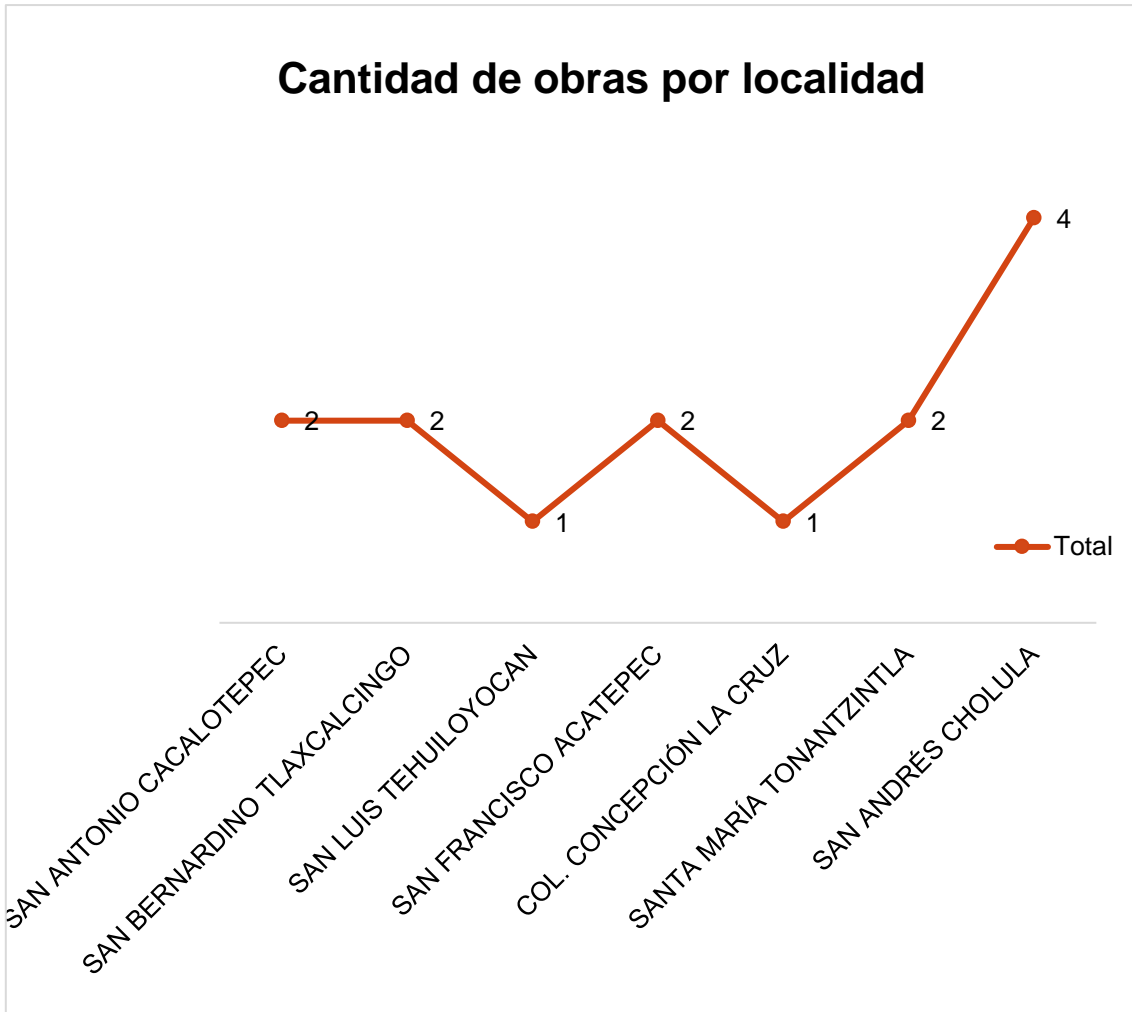 Cantidad de obras por localidad
4
2
2
2
2
1
1
Total
SAN ANTONIO CACALOTEPEC
SAN BERNARDINO TLAXCALCINGO
SAN LUIS TEHUILOYOCAN
SAN FRANCISCO ACATEPEC
COL. CONCEPCIÓN LA CRUZ
SANTA MARÍA TONANTZINTLA
SAN ANDRÉS CHOLULA